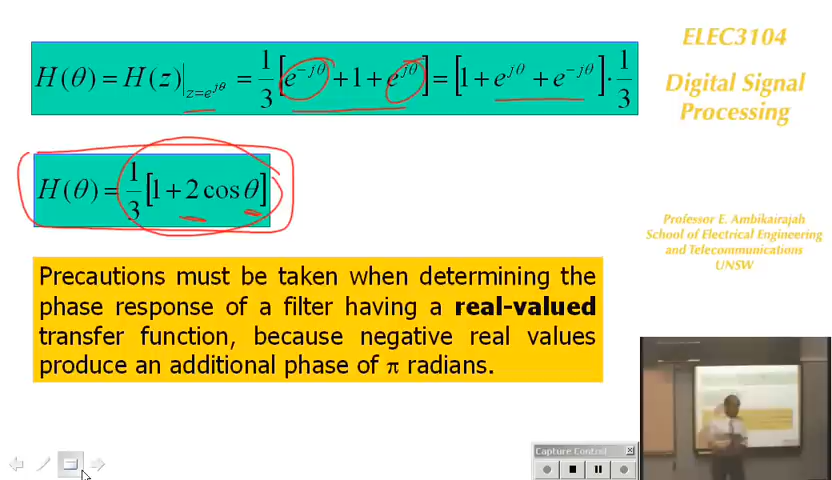 ELEC3104
Digital Signal
Processing
H(θ) = H(z)|z=e^{jθ} = 1/3 [e^{-jθ} + 1 + e^{jθ}] = [1 + e^{jθ} + e^{-jθ}] · 1/3
H(θ) = 1/3 [1 + 2 cos θ]
Precautions must be taken when determining the
phase response of a filter having a real-valued
transfer function, because negative real values
produce an additional phase of π radians.
Professor E. Ambikairajah
School of Electrical Engineering
and Telecommunications
UNSW
Capture Control